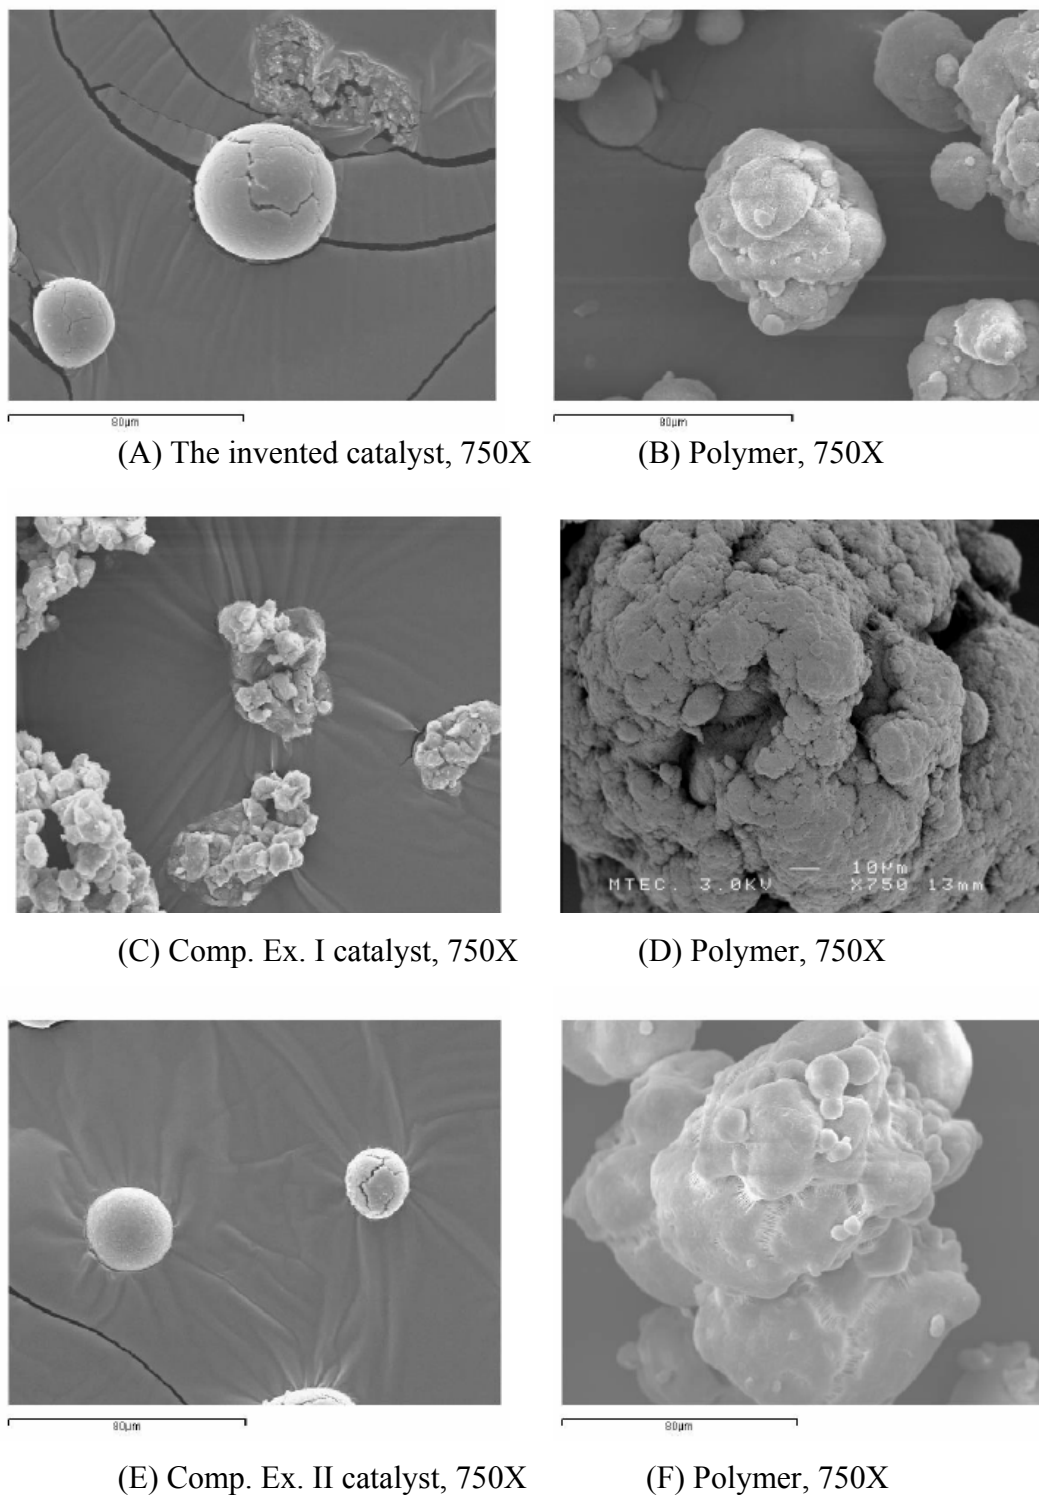 80µm
80µm
(A) The invented catalyst, 750X
(B) Polymer, 750X
10µm
MTEC. 3.0KV X750 13mm
(C) Comp. Ex. I catalyst, 750X
(D) Polymer, 750X
80µm
80µm
(E) Comp. Ex. II catalyst, 750X
(F) Polymer, 750X